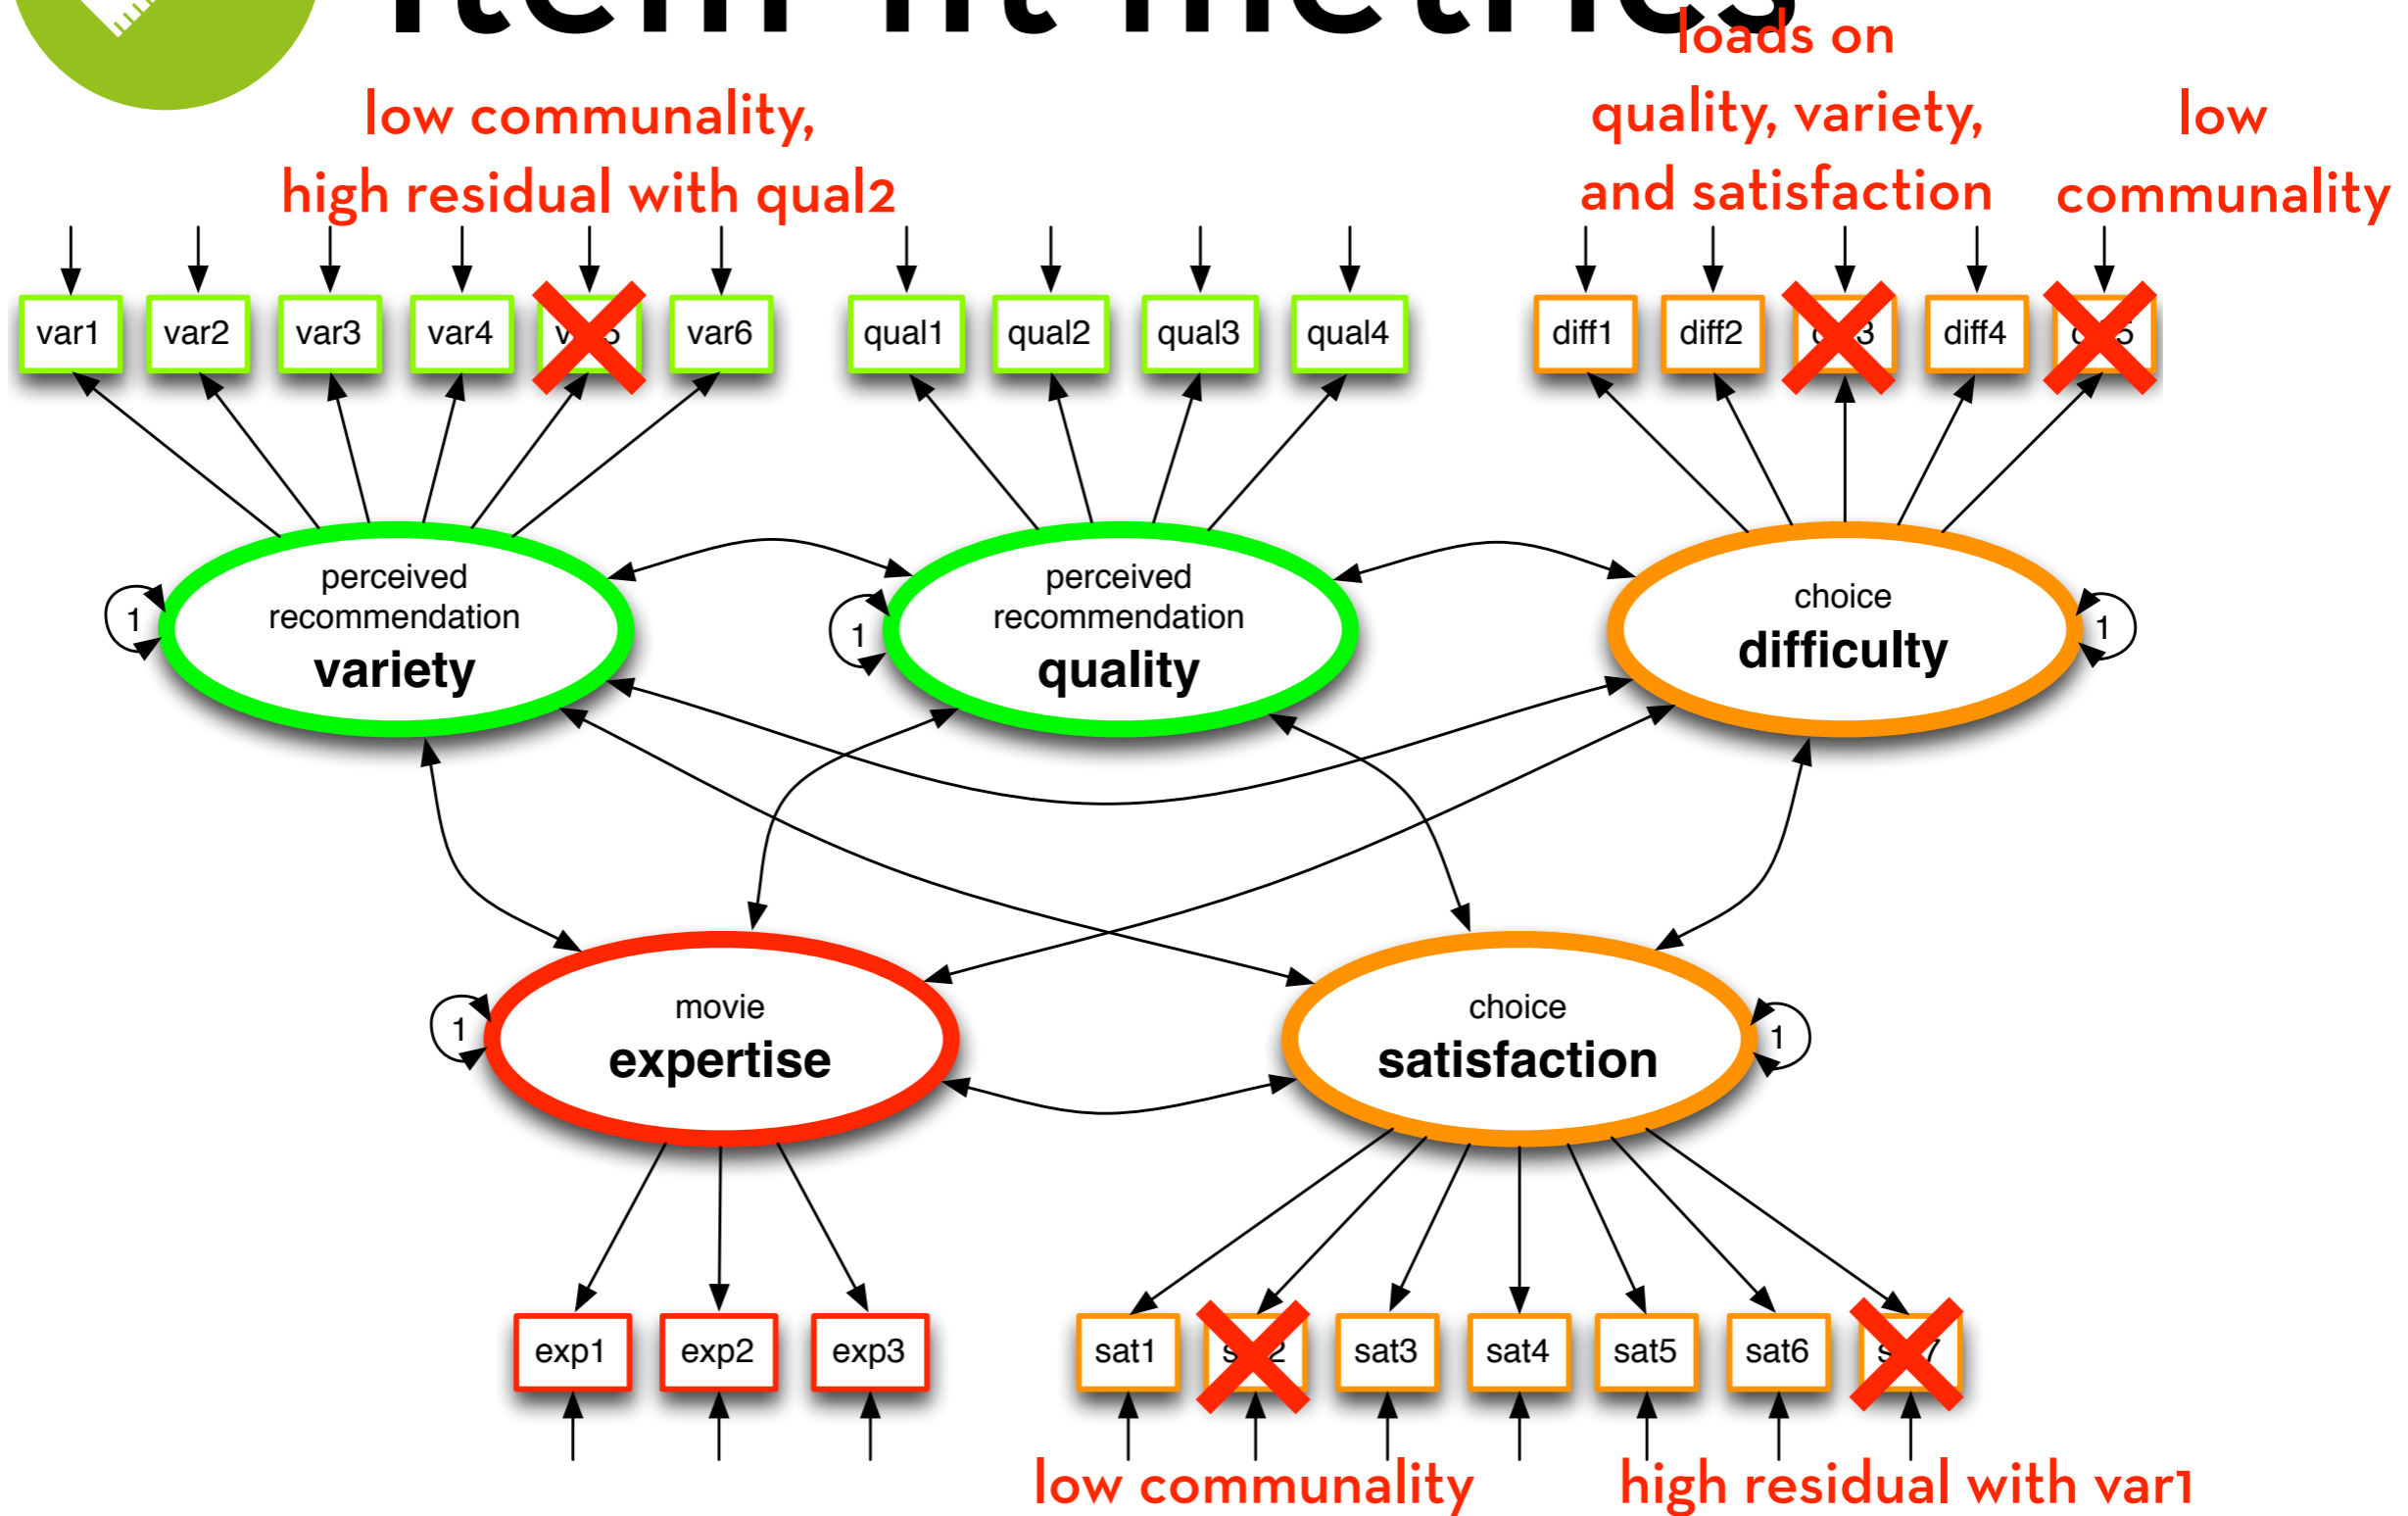 item-fit metrics
loads on
low communality,
quality, variety,
low
high residual with qual2
and satisfaction
communality
var1
var2
var3
var4
var6
qual1
qual2
qual3
qual4
diff1
diff2
diff4
perceived
recommendation
variety
1
perceived
recommendation
quality
1
choice
difficulty
1
movie
expertise
1
choice
satisfaction
1
exp1
exp2
exp3
sat1
sat3
sat4
sat5
sat6
low communality
high residual with var1